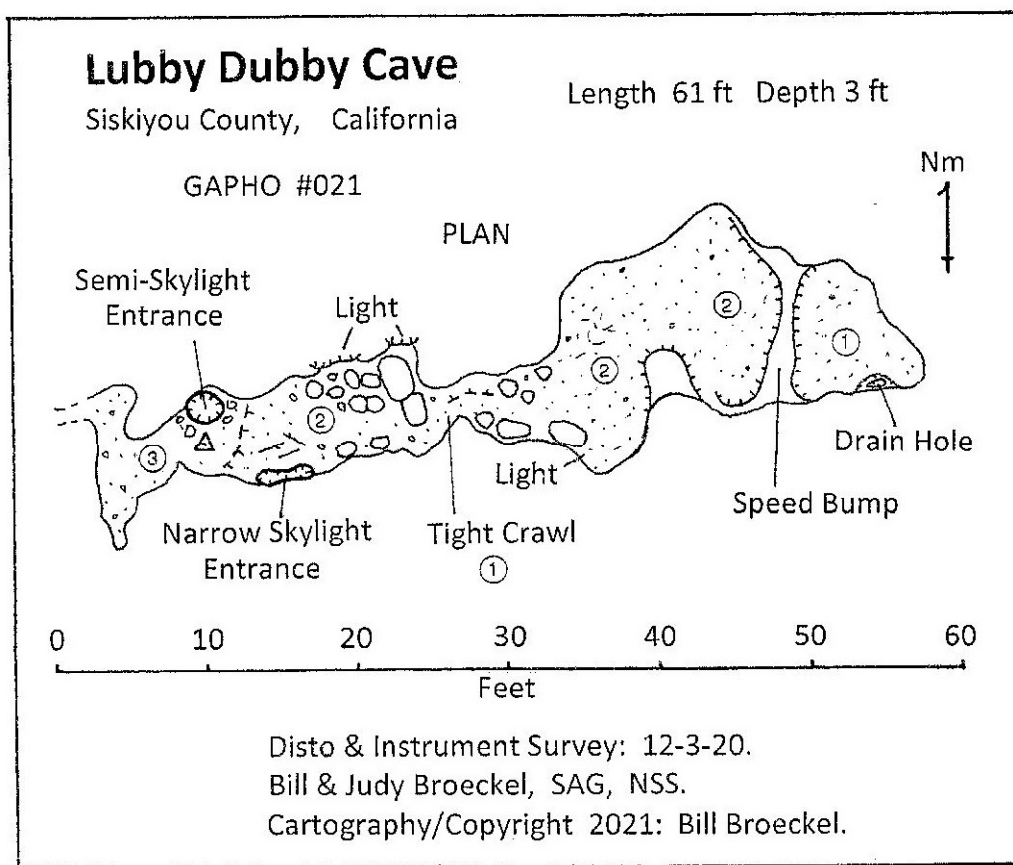 Lubby Dubby Cave
Siskiyou County, California
Length 61 ft Depth 3 ft
GAPHO #021
Nm
PLAN
Semi-Skylight
Entrance
Light
2
1
2
2
3
Light
Drain Hole
Speed Bump
Narrow Skylight
Entrance
Tight Crawl
1
0 10 20 30 40 50 60
Feet
Disto & Instrument Survey: 12-3-20.
Bill & Judy Broeckel, SAG, NSS.
Cartography/Copyright 2021: Bill Broeckel.